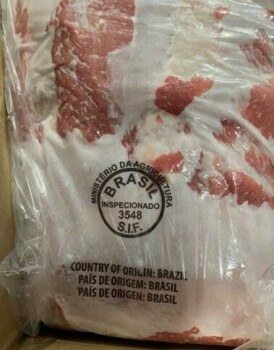 MINISTÉRIO DA AGRICULTURA
BRASIL
INSPECIONADO
3548
S.I.F.
COUNTRY OF ORIGIN: BRAZIL
PAÍS DE ORIGEM: BRASIL
PAÍS DE ORIGEN: BRASIL